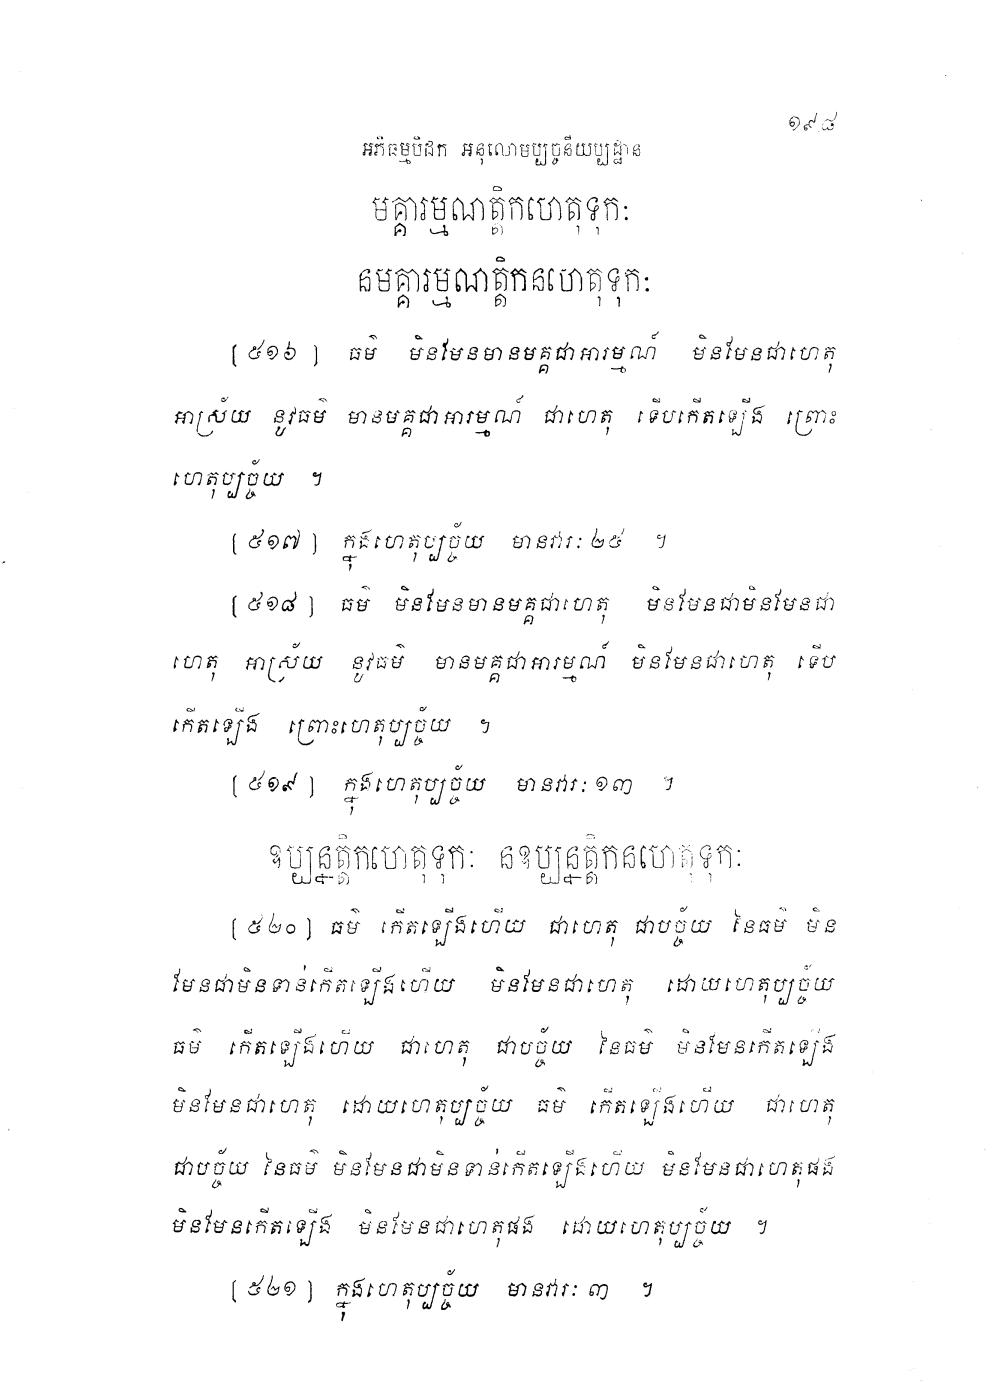 ១៩៨
អភិធម្មបិដក អនុលោមប្បច្ចនីយប្បដ្ឋាន
មគ្គារម្មណត្តិកហេតុទុកៈ
នមគ្គារម្មណត្តិកនហេតុទុកៈ
[ ៥១៦ ] ធម៌ មិនមែនមានមគ្គជាអារម្មណ៍ មិនមែនជាហេតុ
អាស្រ័យ នូវធម៌ មានមគ្គជាអារម្មណ៍ ជាហេតុ ទើបកើតឡើង ព្រោះ
ហេតុប្បច្ច័យ ។
[ ៥១៧ ] ក្នុងហេតុប្បច្ច័យ មានវារៈ ២៥ ។
[ ៥១៨ ] ធម៌ មិនមែនមានមគ្គជាហេតុ មិនមែនជាមិនមែនជា
ហេតុ អាស្រ័យ នូវធម៌ មានមគ្គជាអារម្មណ៍ មិនមែនជាហេតុ ទើប
កើតឡើង ព្រោះហេតុប្បច្ច័យ ។
[ ៥១៩ ] ក្នុងហេតុប្បច្ច័យ មានវារៈ ១៣ ។
ឧប្បន្នត្តិកហេតុទុកៈ នឧប្បន្នត្តិកនហេតុទុកៈ
[ ៥២០ ] ធម៌ កើតឡើងហើយ ជាហេតុ ជាបច្ច័យ នៃធម៌ មិន
មែនជាមិនទាន់កើតឡើងហើយ មិនមែនជាហេតុ ដោយហេតុប្បច្ច័យ
ធម៌ កើតឡើងហើយ ជាហេតុ ជាបច្ច័យ នៃធម៌ មិនមែនកើតឡើង
មិនមែនជាហេតុ ដោយហេតុប្បច្ច័យ ធម៌ កើតឡើងហើយ ជាហេតុ
ជាបច្ច័យ នៃធម៌ មិនមែនជាមិនទាន់កើតឡើងហើយ មិនមែនជាហេតុផង
មិនមែនកើតឡើង មិនមែនជាហេតុផង ដោយហេតុប្បច្ច័យ ។
[ ៥២១ ] ក្នុងហេតុប្បច្ច័យ មានវារៈ ៣ ។